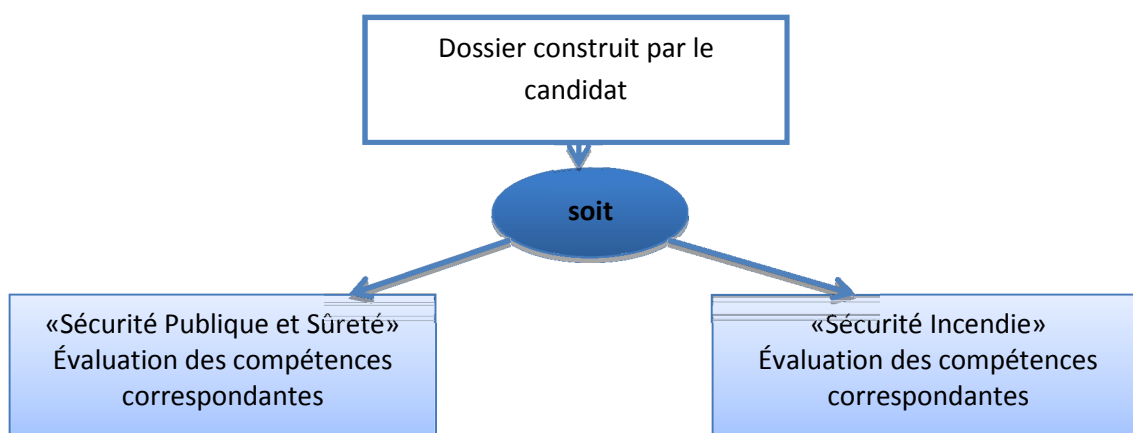 Dossier construit par le
candidat
soit
«Sécurité Publique et Sûreté»
Évaluation des compétences
correspondantes
«Sécurité Incendie»
Évaluation des compétences
correspondantes